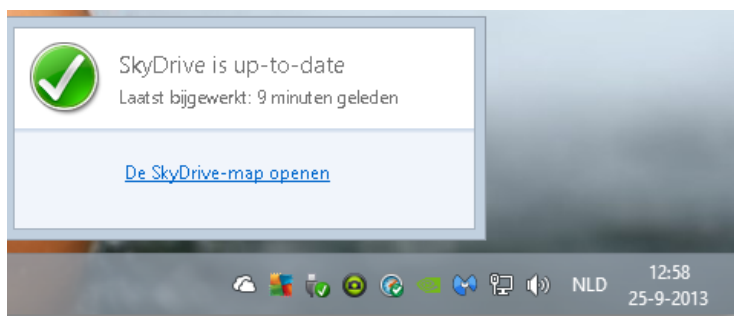 SkyDrive is up-to-date
Laatst bijgewerkt: 9 minuten geleden
De SkyDrive-map openen
NLD
12:58
25-9-2013